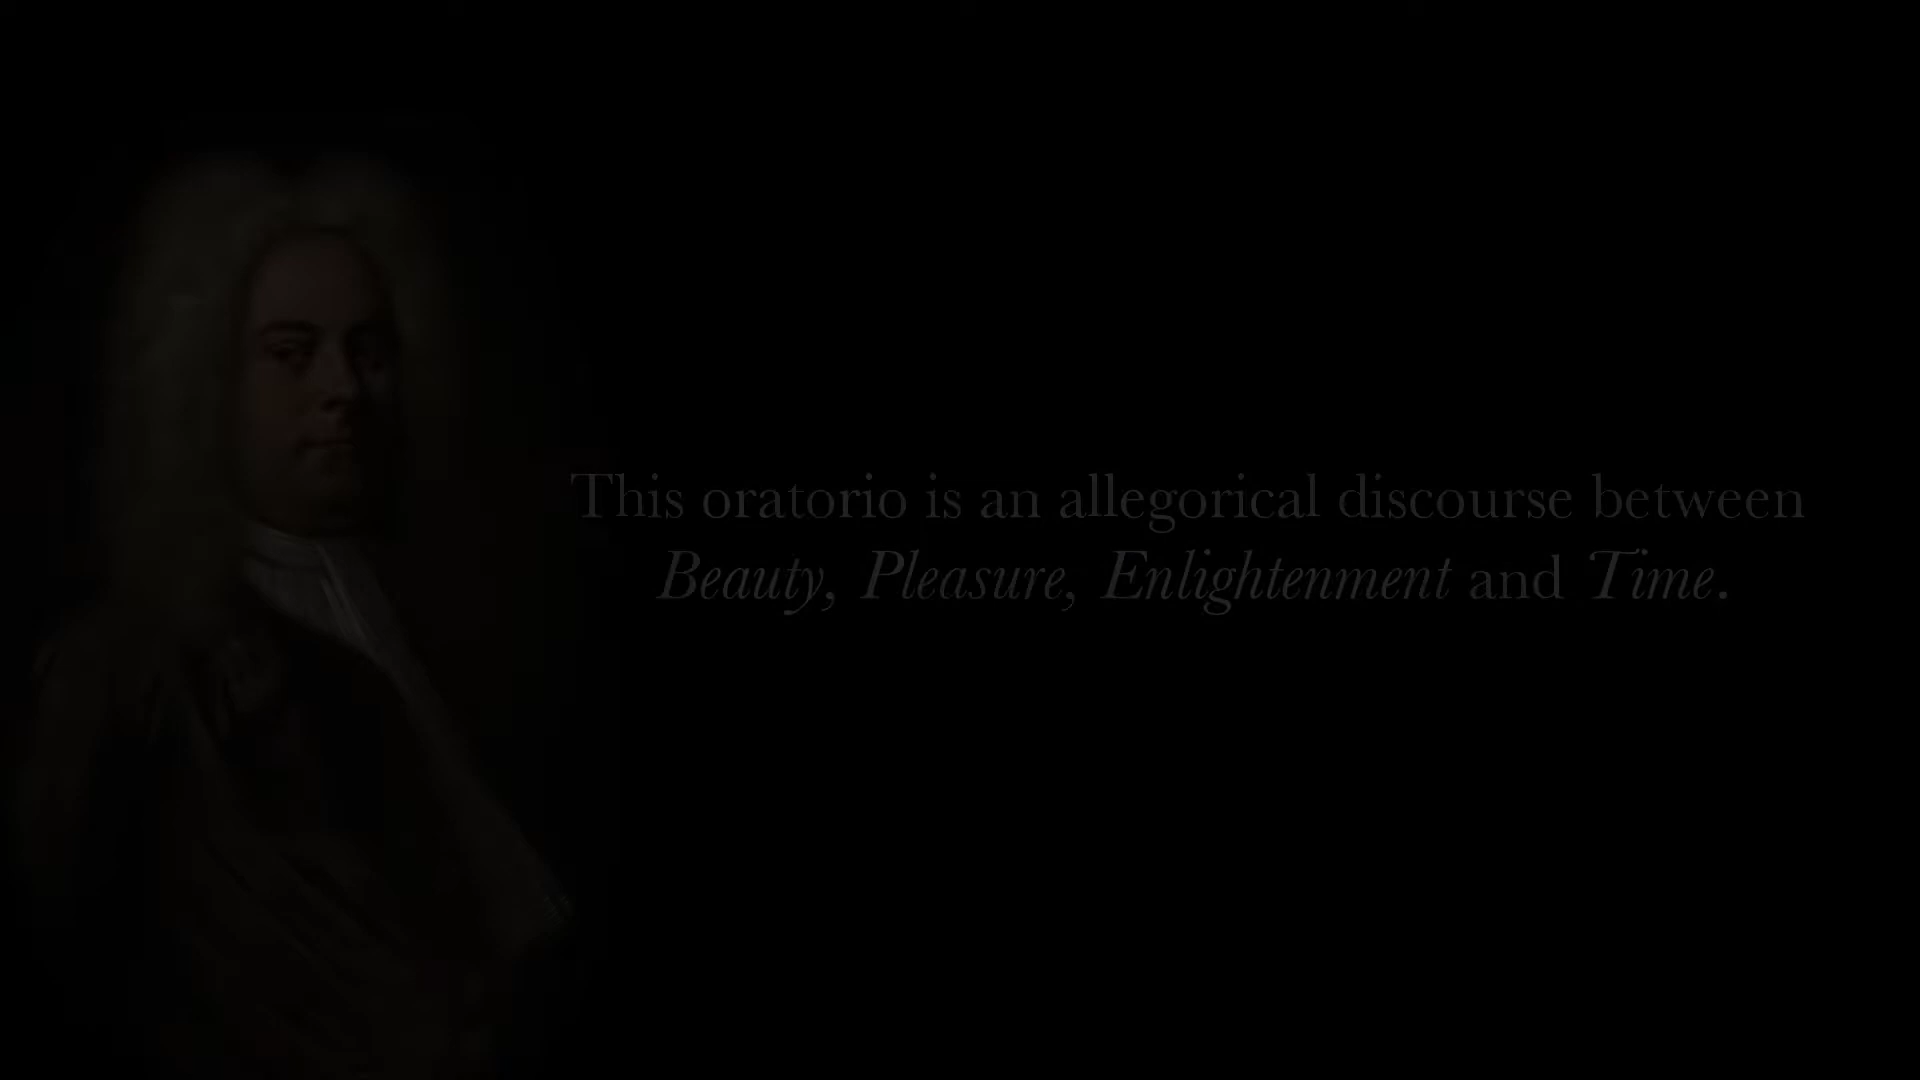 This oratorio is an allegorical discourse between
Beauty, Pleasure, Enlightenment and Time.